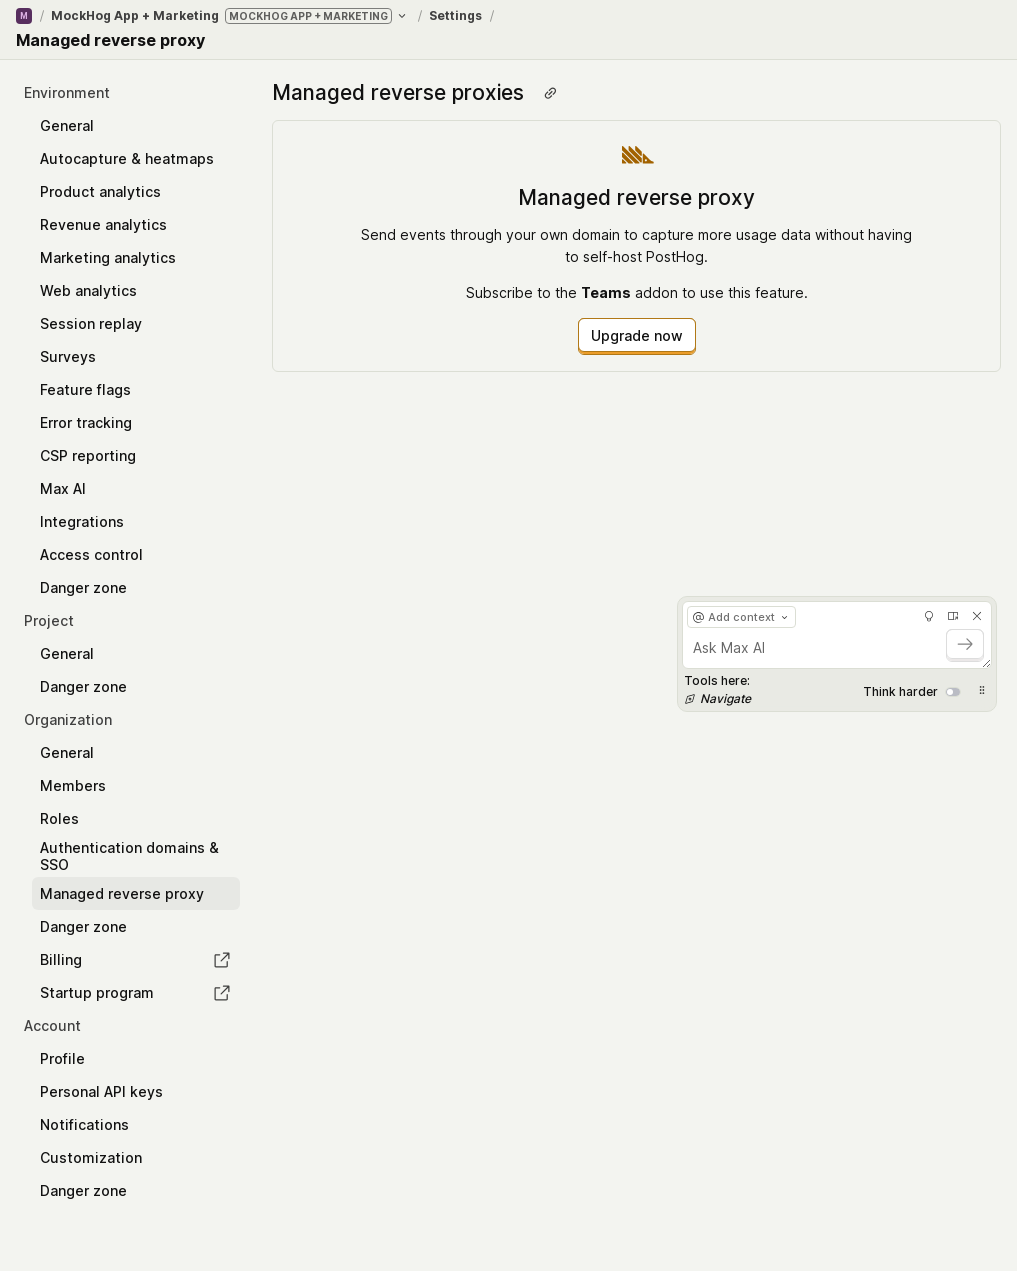 M / MockHog App + Marketing MOCKHOG APP + MARKETING / Settings /
Managed reverse proxy
Environment
General
Autocapture & heatmaps
Product analytics
Revenue analytics
Marketing analytics
Web analytics
Session replay
Surveys
Feature flags
Error tracking
CSP reporting
Max AI
Integrations
Access control
Danger zone
Project
General
Danger zone
Organization
General
Members
Roles
Authentication domains &
SSO
Managed reverse proxy
Danger zone
Billing
Startup program
Account
Profile
Personal API keys
Notifications
Customization
Danger zone
Managed reverse proxies
Managed reverse proxy
Send events through your own domain to capture more usage data without having
to self-host PostHog.
Subscribe to the Teams addon to use this feature.
Upgrade now
@ Add context
Ask Max AI
Tools here:
Navigate
Think harder